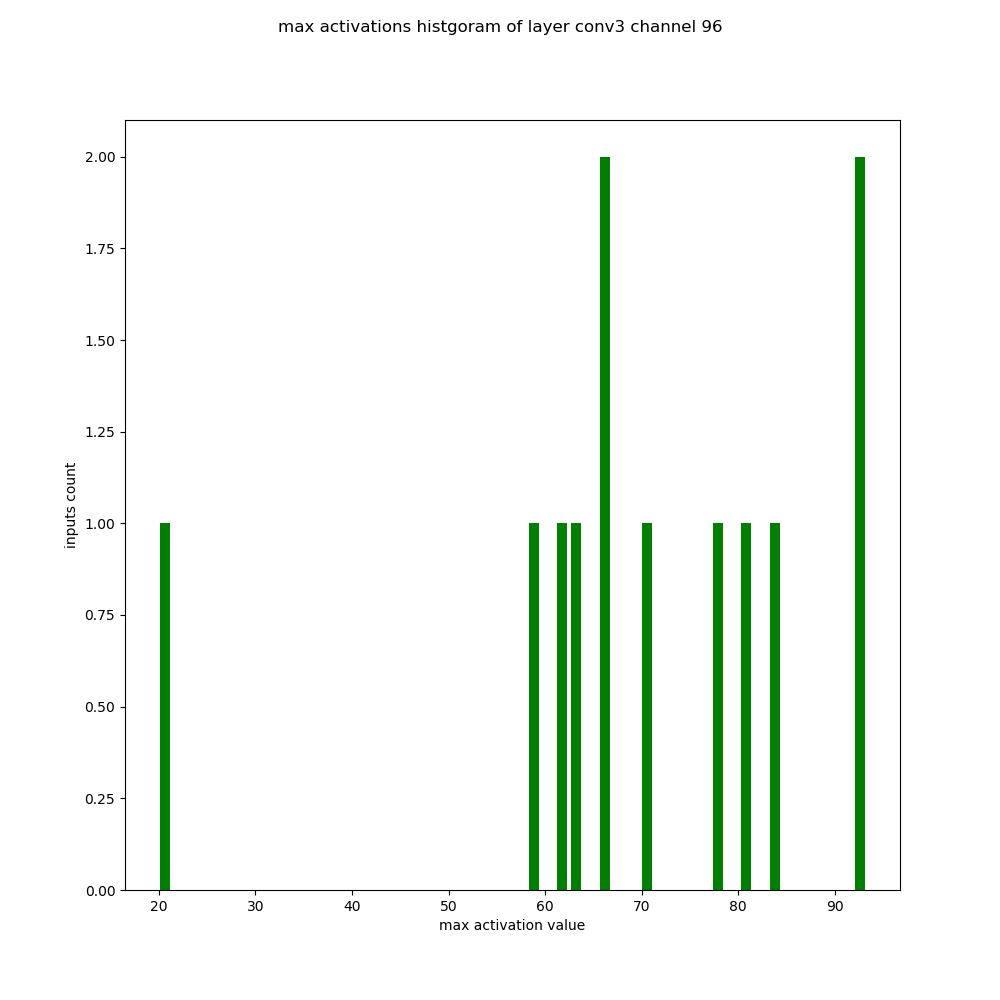 max activations histgoram of layer conv3 channel 96
2.00
1.75
1.50
1.25
1.00
0.75
0.50
0.25
0.00
inputs count
20 30 40 50 60 70 80 90
max activation value